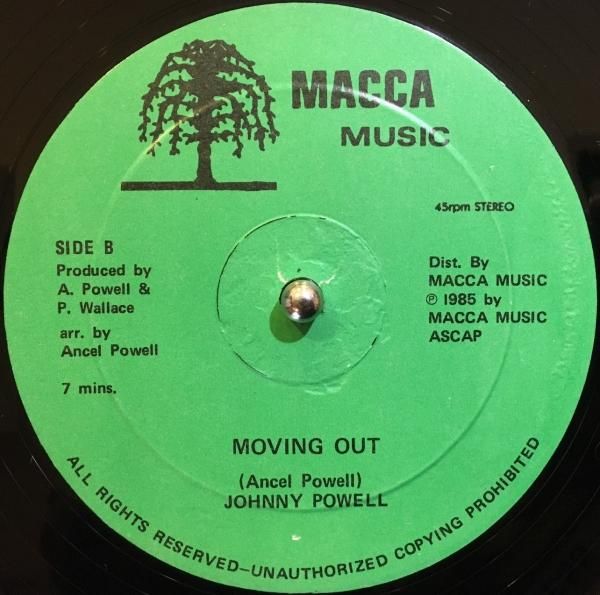 MACCA
MUSIC
45rpm STEREO
SIDE B
Produced by
A. Powell &
P. Wallace
arr. by
Ancel Powell
7 mins.
Dist. By
MACCA MUSIC
℗ 1985 by
MACCA MUSIC
ASCAP
MOVING OUT
(Ancel Powell)
JOHNNY POWELL
ALL RIGHTS RESERVED—UNAUTHORIZED COPYING PROHIBITED